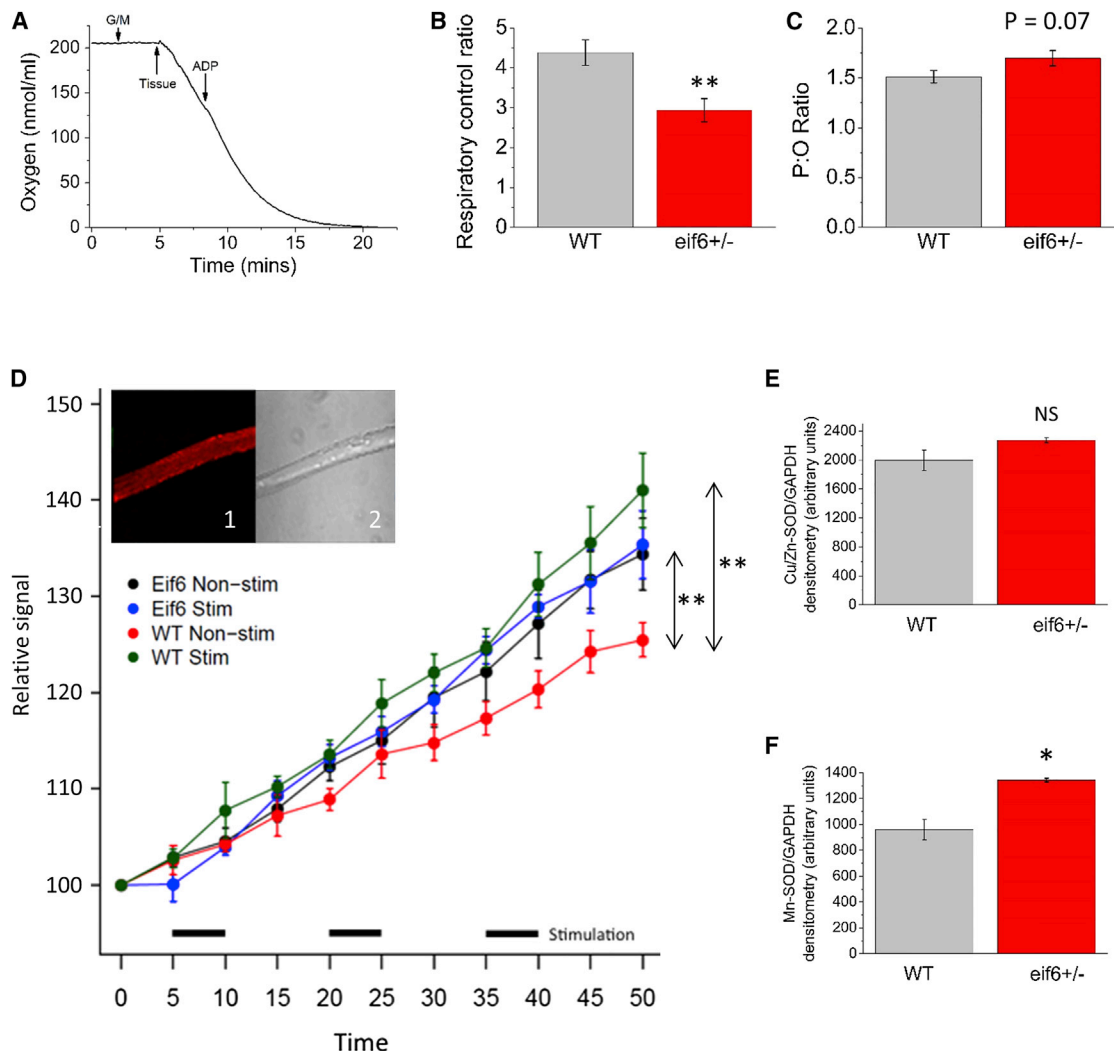 A
G/M
Tissue
ADP
200
150
100
50
0
Oxygen (nmol/ml)
0 5 10 15 20
Time (mins)
B
5
4
3
2
1
0
Respiratory control ratio
**
WT eif6+/-
C
P = 0.07
2.0
1.5
1.0
0.5
0.0
P:O Ratio
WT eif6+/-
D
150
140
130
120
110
100
Relative signal
1 2
Eif6 Non-stim
Eif6 Stim
WT Non-stim
WT Stim
**
**
Stimulation
0 5 10 15 20 25 30 35 40 45 50
Time
E
NS
2400
2000
1600
1200
800
400
0
Cu/Zn-SOD/GAPDH
densitometry (arbitrary units)
WT eif6+/-
F
*
1400
1200
1000
800
600
400
200
0
Mn-SOD/GAPDH
densitometry (arbitrary units)
WT eif6+/-